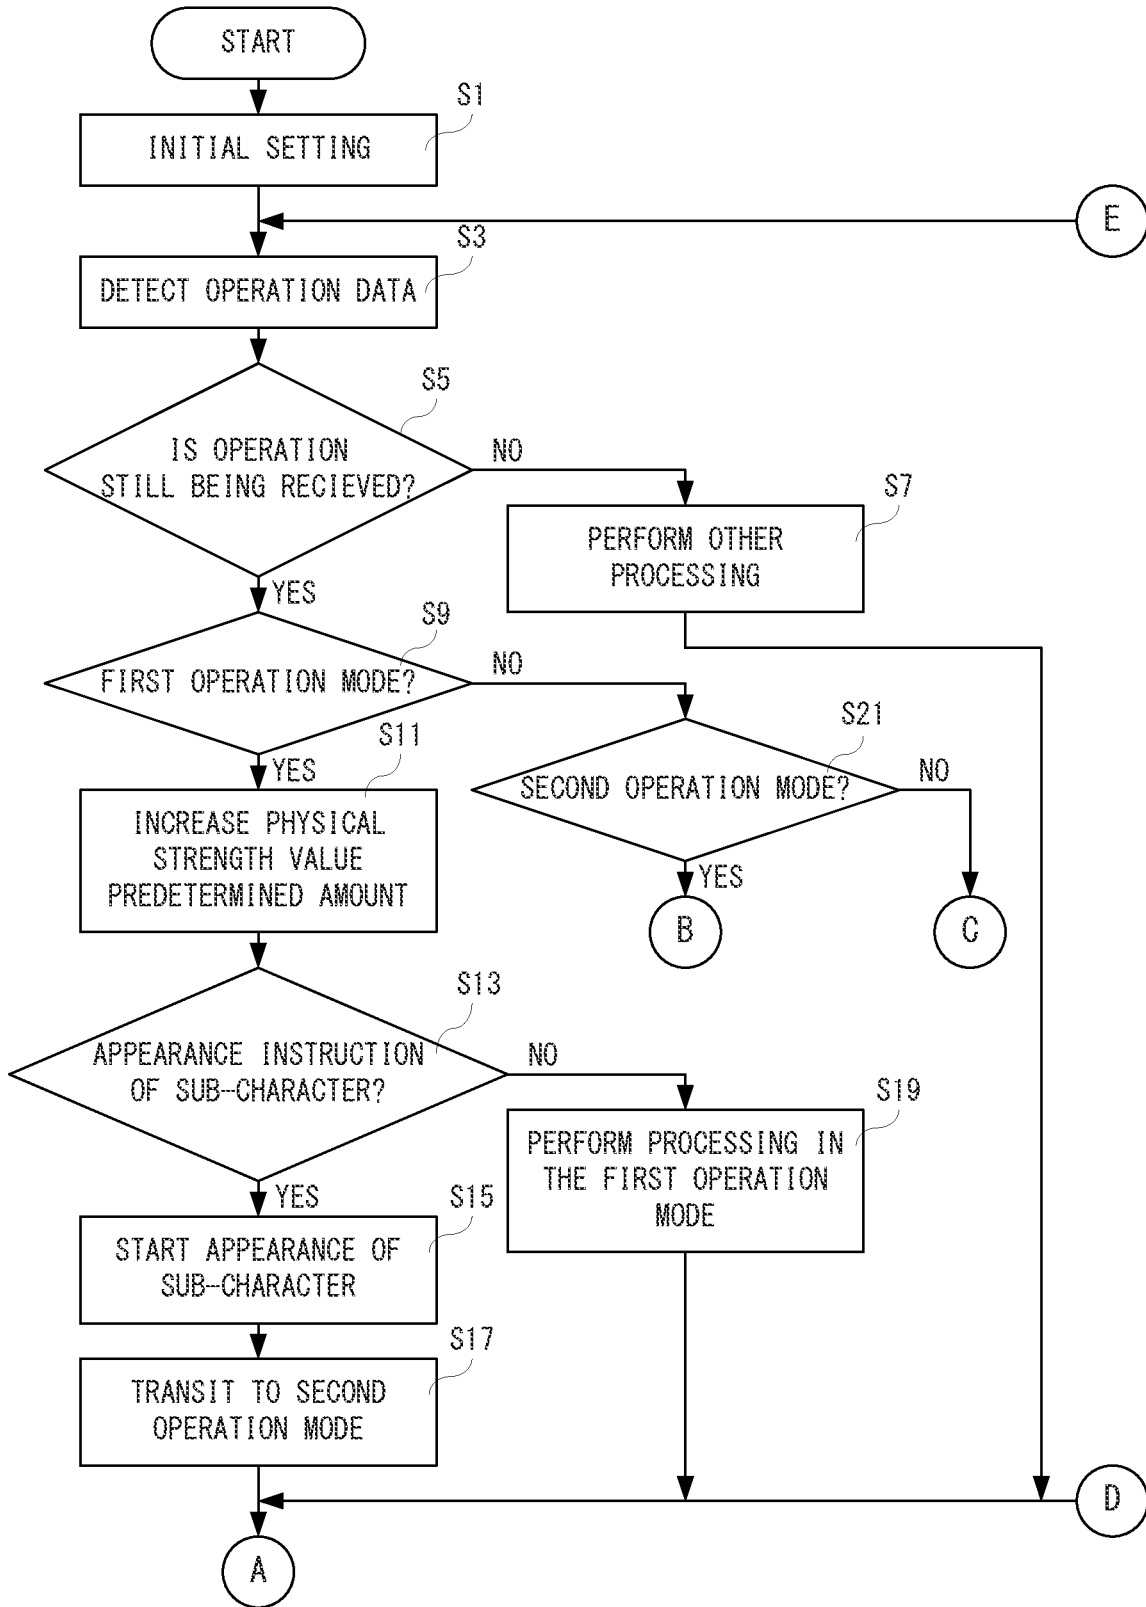 START
S1
INITIAL SETTING
E
S3
DETECT OPERATION DATA
S5
IS OPERATION
STILL BEING RECIEVED?
NO
S7
PERFORM OTHER
PROCESSING
YES
S9
FIRST OPERATION MODE?
NO
S21
SECOND OPERATION MODE?
NO
YES
B
C
S11
YES
INCREASE PHYSICAL
STRENGTH VALUE
PREDETERMINED AMOUNT
S13
APPEARANCE INSTRUCTION
OF SUB-CHARACTER?
NO
S19
PERFORM PROCESSING IN
THE FIRST OPERATION
MODE
YES
S15
START APPEARANCE OF
SUB-CHARACTER
S17
TRANSIT TO SECOND
OPERATION MODE
D
A